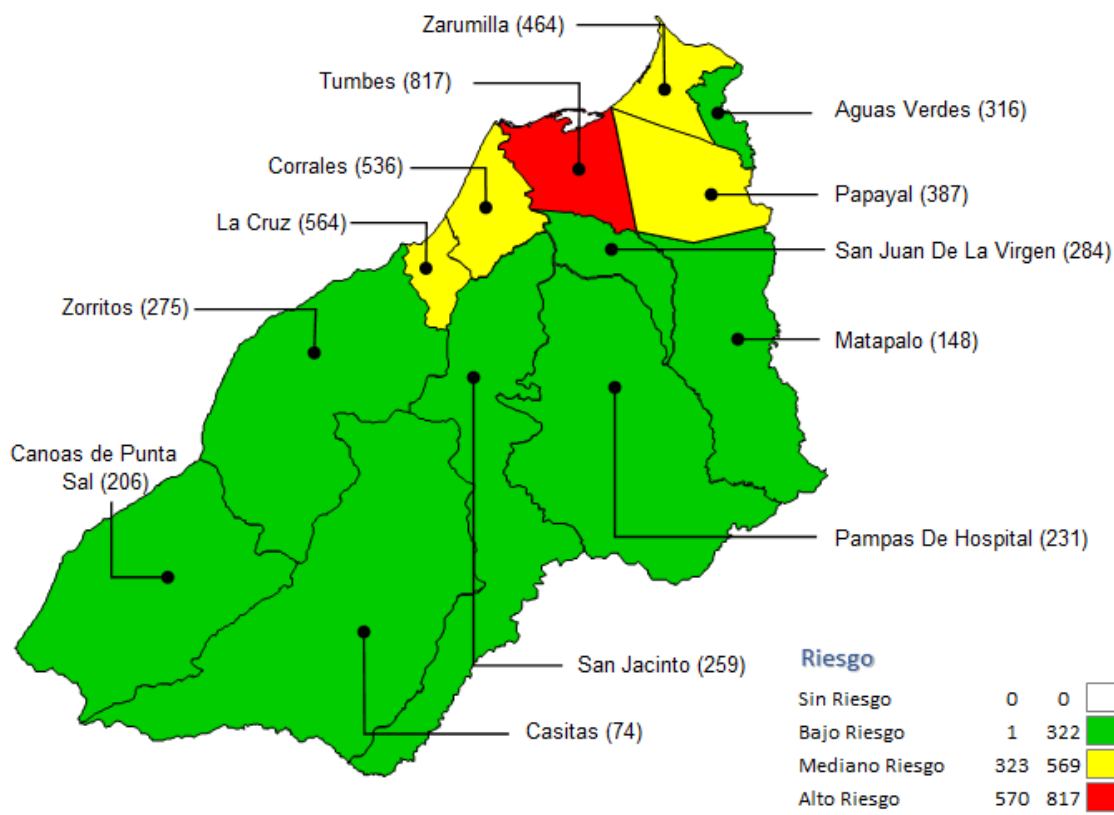 Zarumilla (464)
Tumbes (817)
Aguas Verdes (316)
Corrales (536)
Papayal (387)
La Cruz (564)
San Juan De La Virgen (284)
Zorritos (275)
Matapalo (148)
Canoas de Punta
Sal (206)
Pampas De Hospital (231)
San Jacinto (259)
Casitas (74)
Riesgo
Sin Riesgo 0 0
Bajo Riesgo 1 322
Mediano Riesgo 323 569
Alto Riesgo 570 817